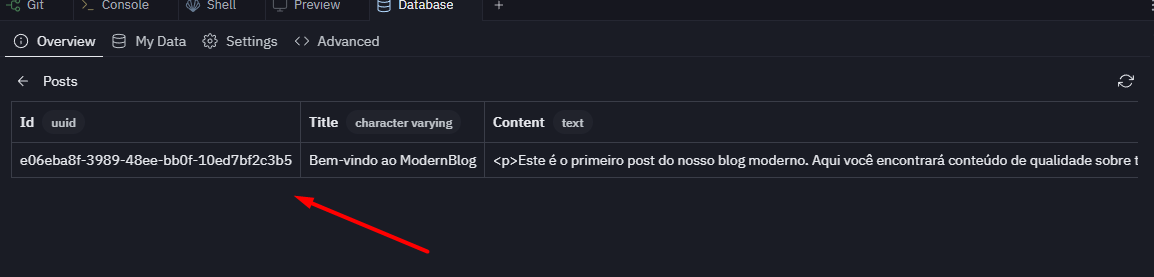 Git Console Shell Preview Database
Overview My Data Settings Advanced
Posts
Id uuid Title character varying Content text
e06eba8f-3989-48ee-bb0f-10ed7bf2c3b5 Bem-vindo ao ModernBlog <p>Este é o primeiro post do nosso blog moderno. Aqui você encontrará conteúdo de qualidade sobre t